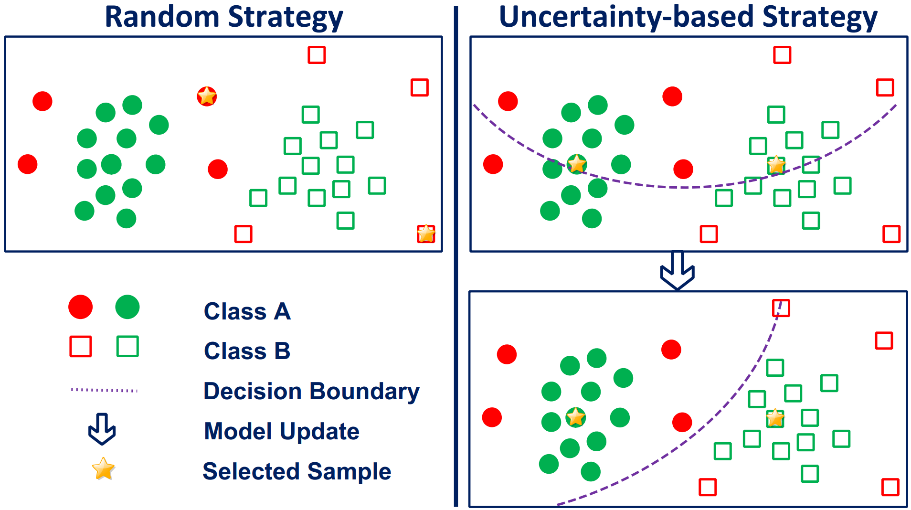 Random Strategy
Uncertainty-based Strategy
Class A
Class B
Decision Boundary
Model Update
Selected Sample